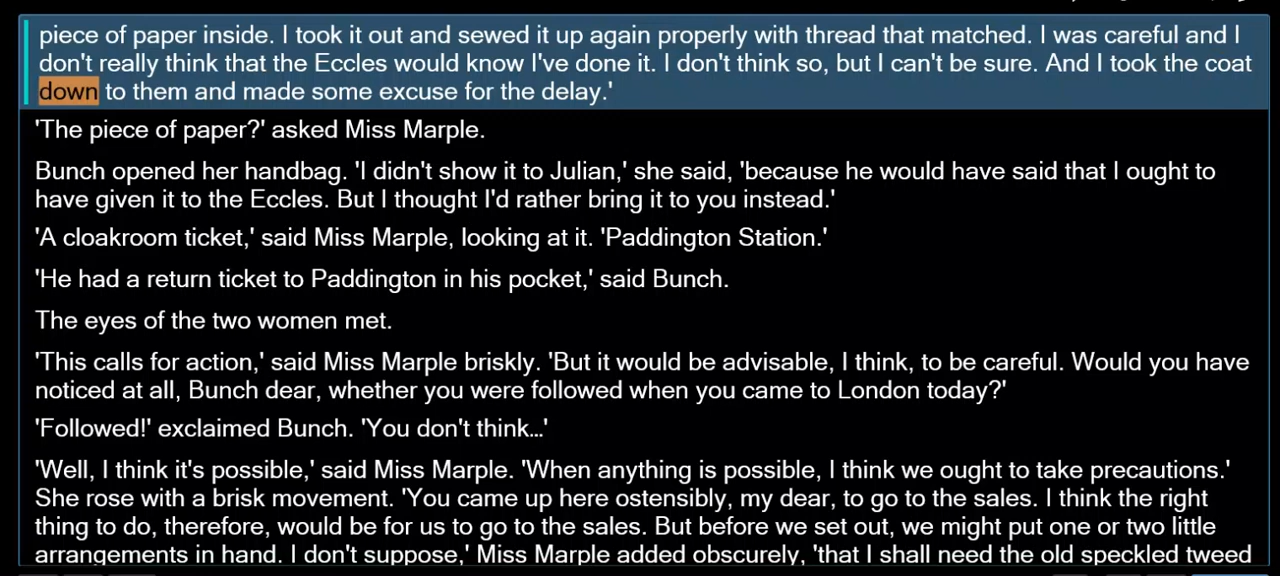 piece of paper inside. I took it out and sewed it up again properly with thread that matched. I was careful and I
don't really think that the Eccles would know I've done it. I don't think so, but I can't be sure. And I took the coat
down to them and made some excuse for the delay.'
'The piece of paper?' asked Miss Marple.
Bunch opened her handbag. 'I didn't show it to Julian,' she said, 'because he would have said that I ought to
have given it to the Eccles. But I thought I'd rather bring it to you instead.'
'A cloakroom ticket,' said Miss Marple, looking at it. 'Paddington Station.'
'He had a return ticket to Paddington in his pocket,' said Bunch.
The eyes of the two women met.
'This calls for action,' said Miss Marple briskly. 'But it would be advisable, I think, to be careful. Would you have
noticed at all, Bunch dear, whether you were followed when you came to London today?'
'Followed!' exclaimed Bunch. 'You don't think…'
'Well, I think it's possible,' said Miss Marple. 'When anything is possible, I think we ought to take precautions.'
She rose with a brisk movement. 'You came up here ostensibly, my dear, to go to the sales. I think the right
thing to do, therefore, would be for us to go to the sales. But before we set out, we might put one or two little
arrangements in hand. I don't suppose,' Miss Marple added obscurely, 'that I shall need the old speckled tweed